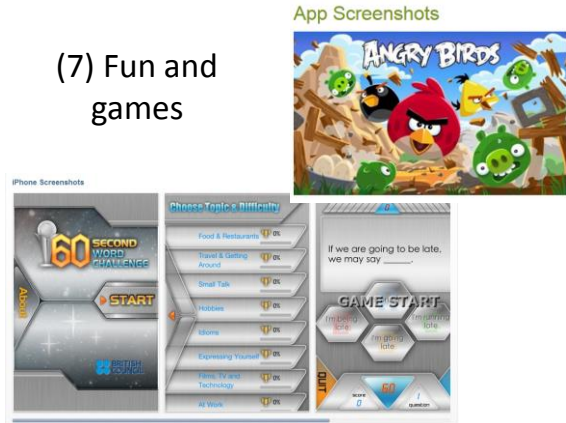 App Screenshots
(7) Fun and
games
ANGRY BIRDS
iPhone Screenshots
60
SECOND
WORD
CHALLENGE
START
About
BRITISH
COUNCIL
Choose Topic & Difficulty
Food & Restaurants 0%
Travel & Getting
Around 0%
Small Talk 0%
Hobbies 0%
Idioms 0%
Expressing Yourself 0%
Films, TV and
Technology 0%
At Work 0%
0
If we are going to be late,
we may say _____.
GAME START
I'm being
late.
I'm running
late.
I'm going
late.
QUIT
60
score
0
1
question